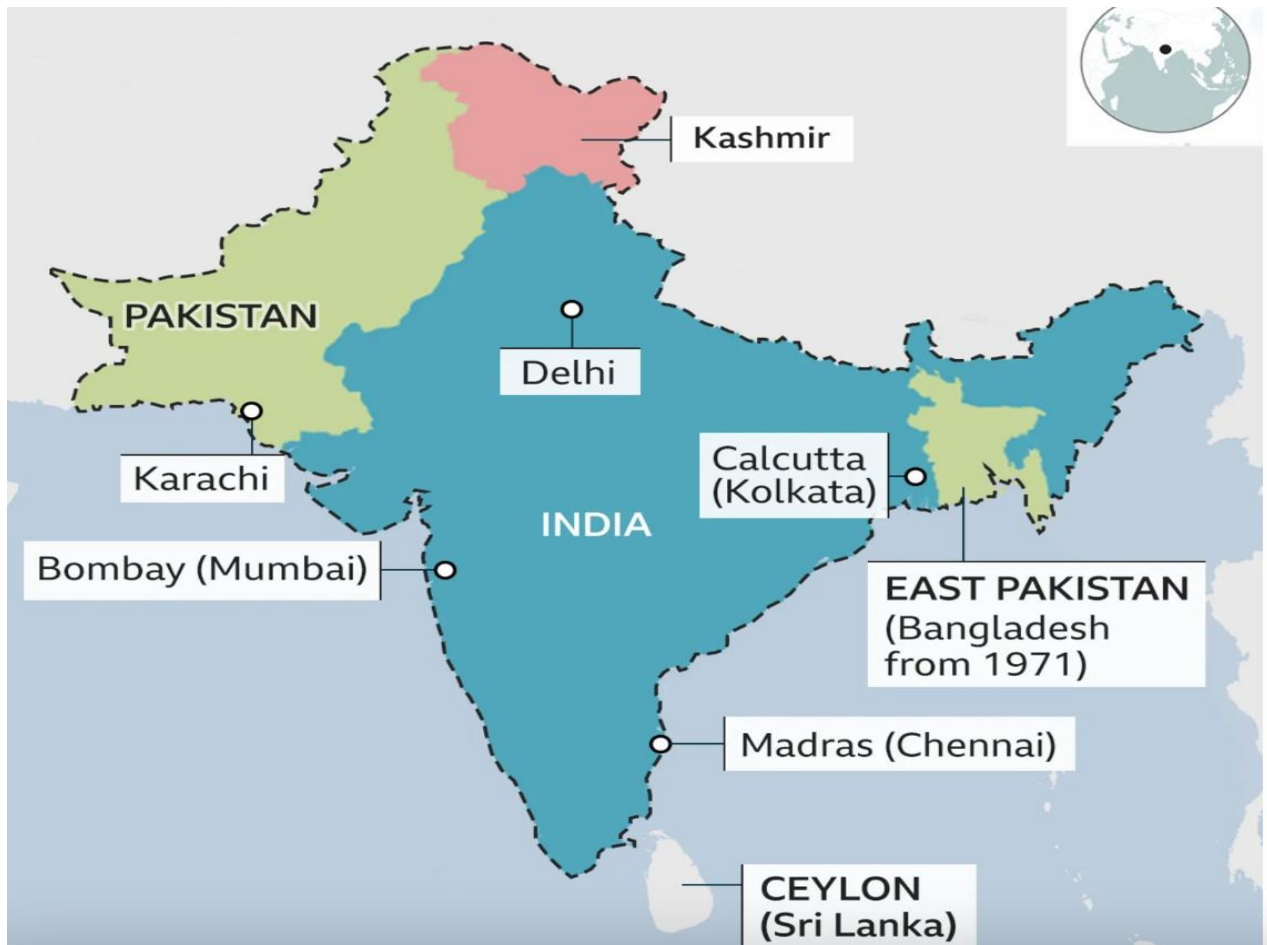 Kashmir
PAKISTAN
Delhi
Calcutta
(Kolkata)
Karachi
INDIA
Bombay (Mumbai)
EAST PAKISTAN
(Bangladesh
from 1971)
Madras (Chennai)
CEYLON
(Sri Lanka)